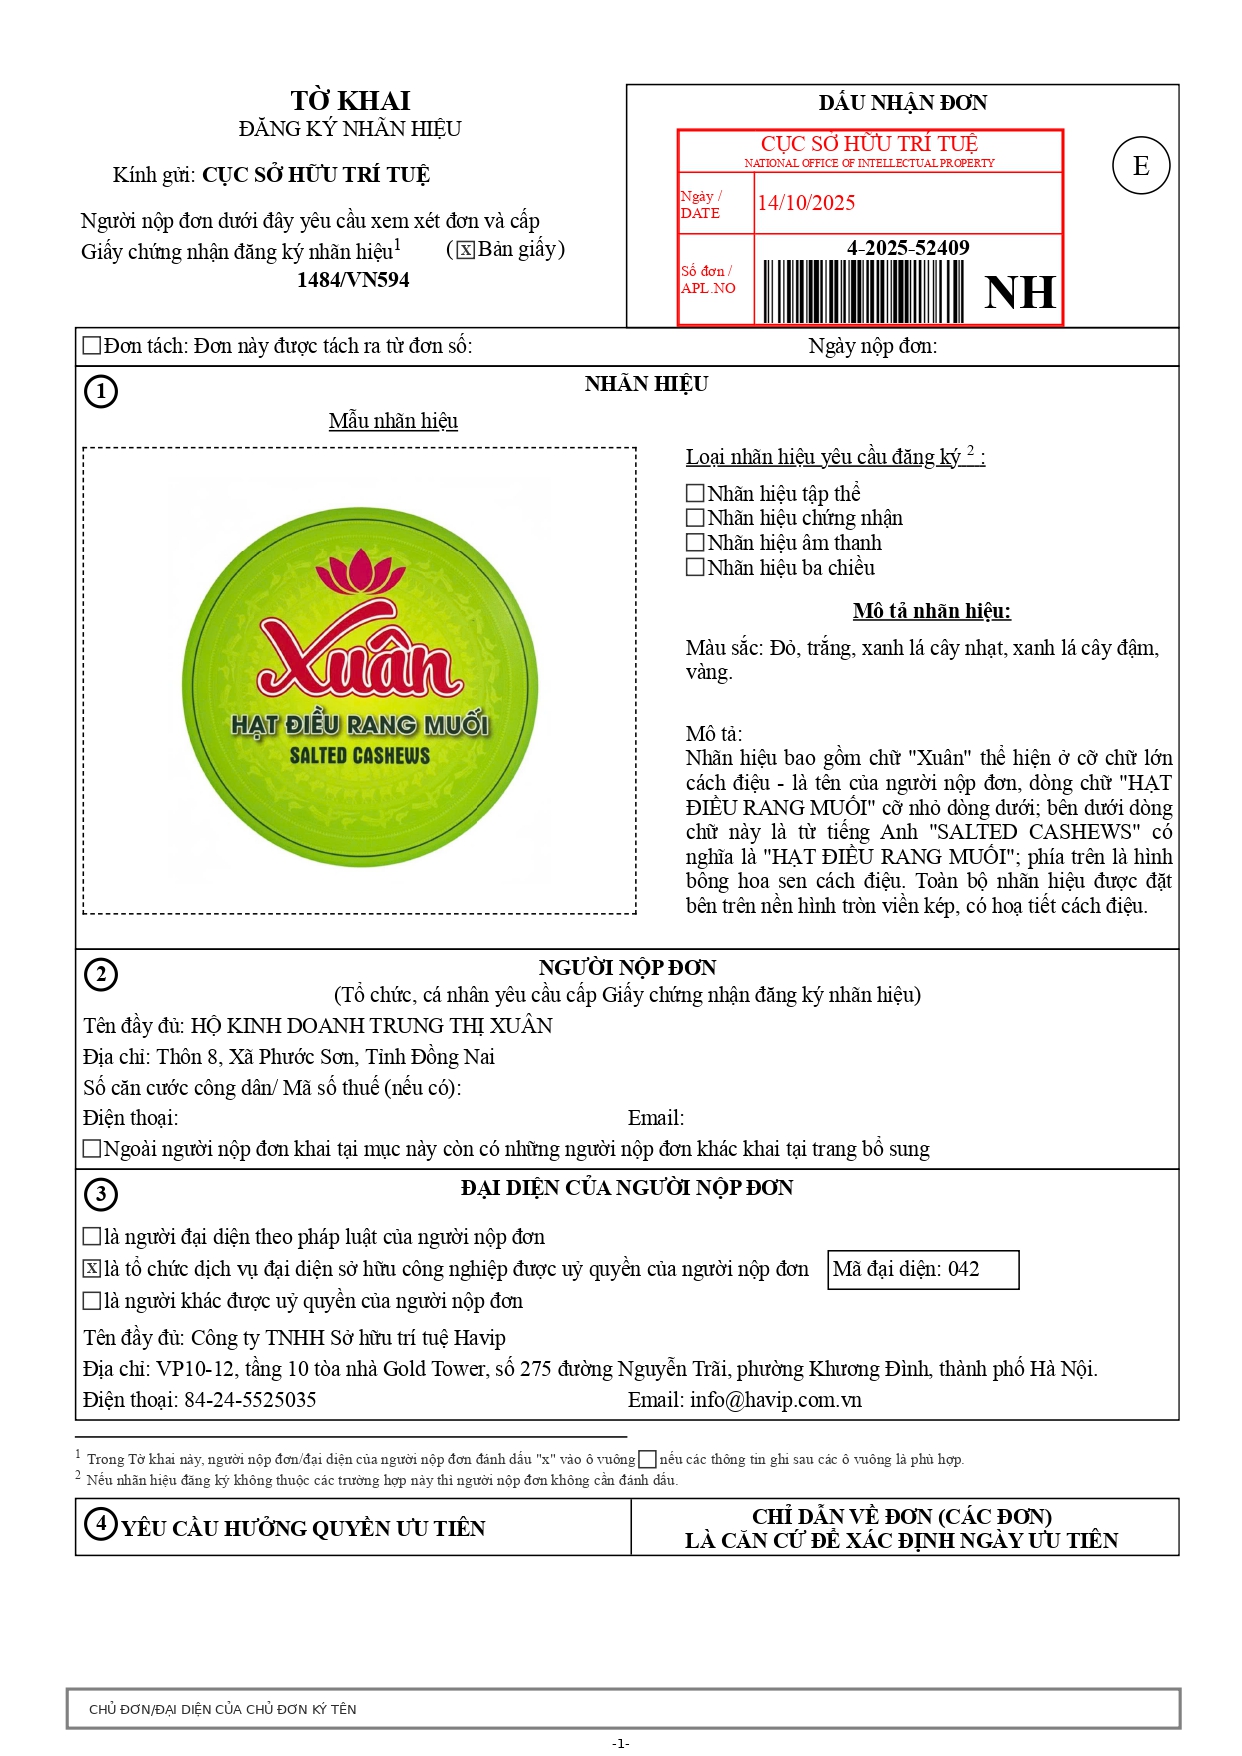 TỜ KHAI
ĐĂNG KÝ NHÃN HIỆU
Kính gửi: CỤC SỞ HỮU TRÍ TUỆ
Người nộp đơn dưới đây yêu cầu xem xét đơn và cấp
Giấy chứng nhận đăng ký nhãn hiệu1 (x Bản giấy)
1484/VN594
DẤU NHẬN ĐƠN
CỤC SỞ HỮU TRÍ TUỆ
NATIONAL OFFICE OF INTELLECTUAL PROPERTY
Ngày / DATE
14/10/2025
Số đơn / APL.NO
4-2025-52409
NH
E
Đơn tách: Đơn này được tách ra từ đơn số: Ngày nộp đơn:
1 NHÃN HIỆU
Mẫu nhãn hiệu
Xuân
HẠT ĐIỀU RANG MUỐI
SALTED CASHEWS
Loại nhãn hiệu yêu cầu đăng ký 2 :
Nhãn hiệu tập thể
Nhãn hiệu chứng nhận
Nhãn hiệu âm thanh
Nhãn hiệu ba chiều
Mô tả nhãn hiệu:
Màu sắc: Đỏ, trắng, xanh lá cây nhạt, xanh lá cây đậm,
vàng.
Mô tả:
Nhãn hiệu bao gồm chữ "Xuân" thể hiện ở cỡ chữ lớn
cách điệu - là tên của người nộp đơn, dòng chữ "HẠT
ĐIỀU RANG MUỐI" cỡ nhỏ dòng dưới; bên dưới dòng
chữ này là từ tiếng Anh "SALTED CASHEWS" có
nghĩa là "HẠT ĐIỀU RANG MUỐI"; phía trên là hình
bông hoa sen cách điệu. Toàn bộ nhãn hiệu được đặt
bên trên nền hình tròn viền kép, có hoạ tiết cách điệu.
2 NGƯỜI NỘP ĐƠN
(Tổ chức, cá nhân yêu cầu cấp Giấy chứng nhận đăng ký nhãn hiệu)
Tên đầy đủ: HỘ KINH DOANH TRUNG THỊ XUÂN
Địa chỉ: Thôn 8, Xã Phước Sơn, Tỉnh Đồng Nai
Số căn cước công dân/ Mã số thuế (nếu có):
Điện thoại: Email:
Ngoài người nộp đơn khai tại mục này còn có những người nộp đơn khác khai tại trang bổ sung
3 ĐẠI DIỆN CỦA NGƯỜI NỘP ĐƠN
là người đại diện theo pháp luật của người nộp đơn
x là tổ chức dịch vụ đại diện sở hữu công nghiệp được uỷ quyền của người nộp đơn Mã đại diện: 042
là người khác được uỷ quyền của người nộp đơn
Tên đầy đủ: Công ty TNHH Sở hữu trí tuệ Havip
Địa chỉ: VP10-12, tầng 10 tòa nhà Gold Tower, số 275 đường Nguyễn Trãi, phường Khương Đình, thành phố Hà Nội.
Điện thoại: 84-24-5525035 Email: info@havip.com.vn
1 Trong Tờ khai này, người nộp đơn/đại diện của người nộp đơn đánh dấu "x" vào ô vuông nếu các thông tin ghi sau các ô vuông là phù hợp.
2 Nếu nhãn hiệu đăng ký không thuộc các trường hợp này thì người nộp đơn không cần đánh dấu.
4 YÊU CẦU HƯỞNG QUYỀN ƯU TIÊN
CHỈ DẪN VỀ ĐƠN (CÁC ĐƠN)
LÀ CĂN CỨ ĐỂ XÁC ĐỊNH NGÀY ƯU TIÊN
CHỦ ĐƠN/ĐẠI DIỆN CỦA CHỦ ĐƠN KÝ TÊN
-1-